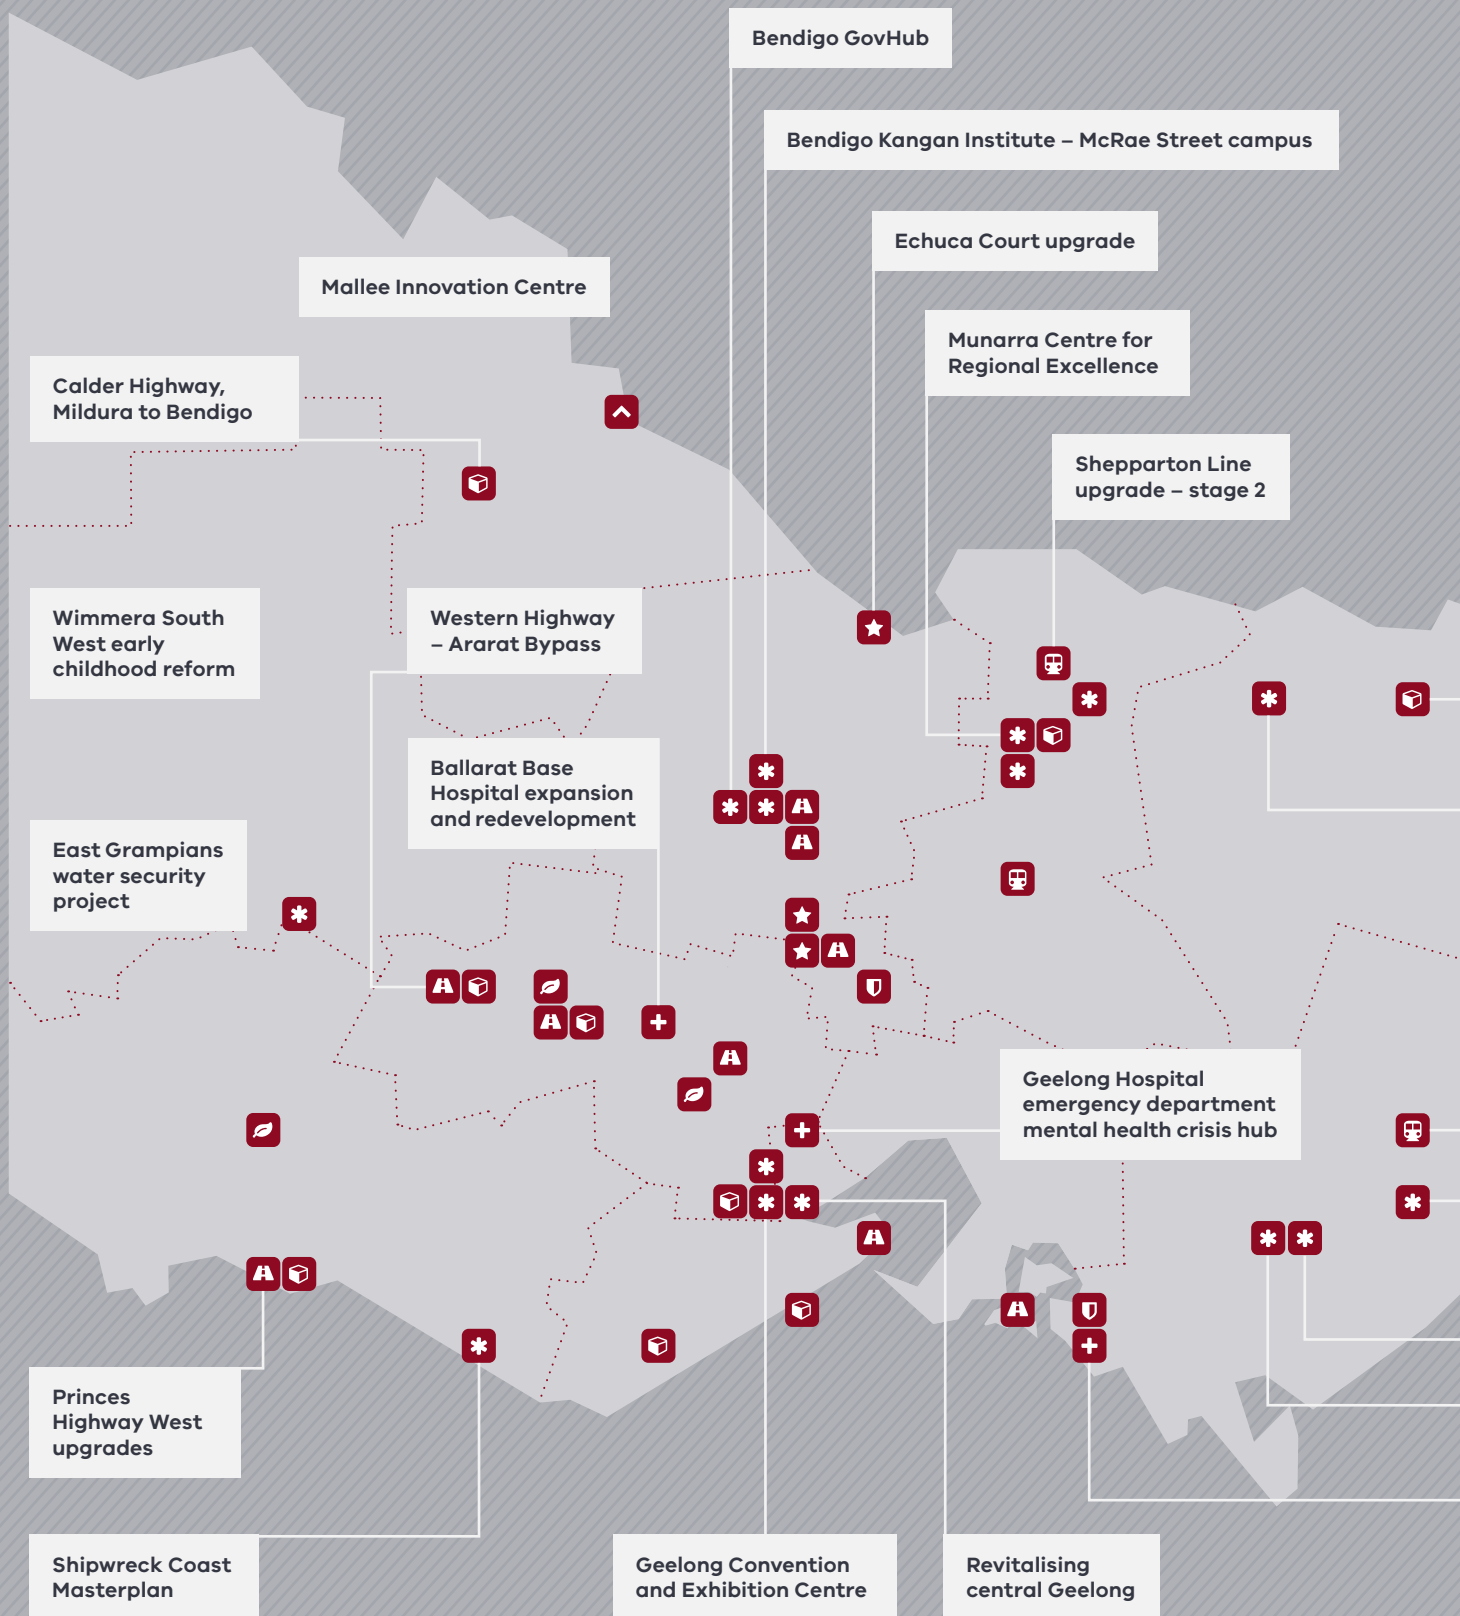 Bendigo GovHub
Bendigo Kangan Institute – McRae Street campus
Echuca Court upgrade
Mallee Innovation Centre
Munarra Centre for
Regional Excellence
Calder Highway,
Mildura to Bendigo
Shepparton Line
upgrade – stage 2
Wimmera South
West early
childhood reform
Western Highway
– Ararat Bypass
Ballarat Base
Hospital expansion
and redevelopment
East Grampians
water security
project
Geelong Hospital
emergency department
mental health crisis hub
Princes
Highway West
upgrades
Shipwreck Coast
Masterplan
Geelong Convention
and Exhibition Centre
Revitalising
central Geelong